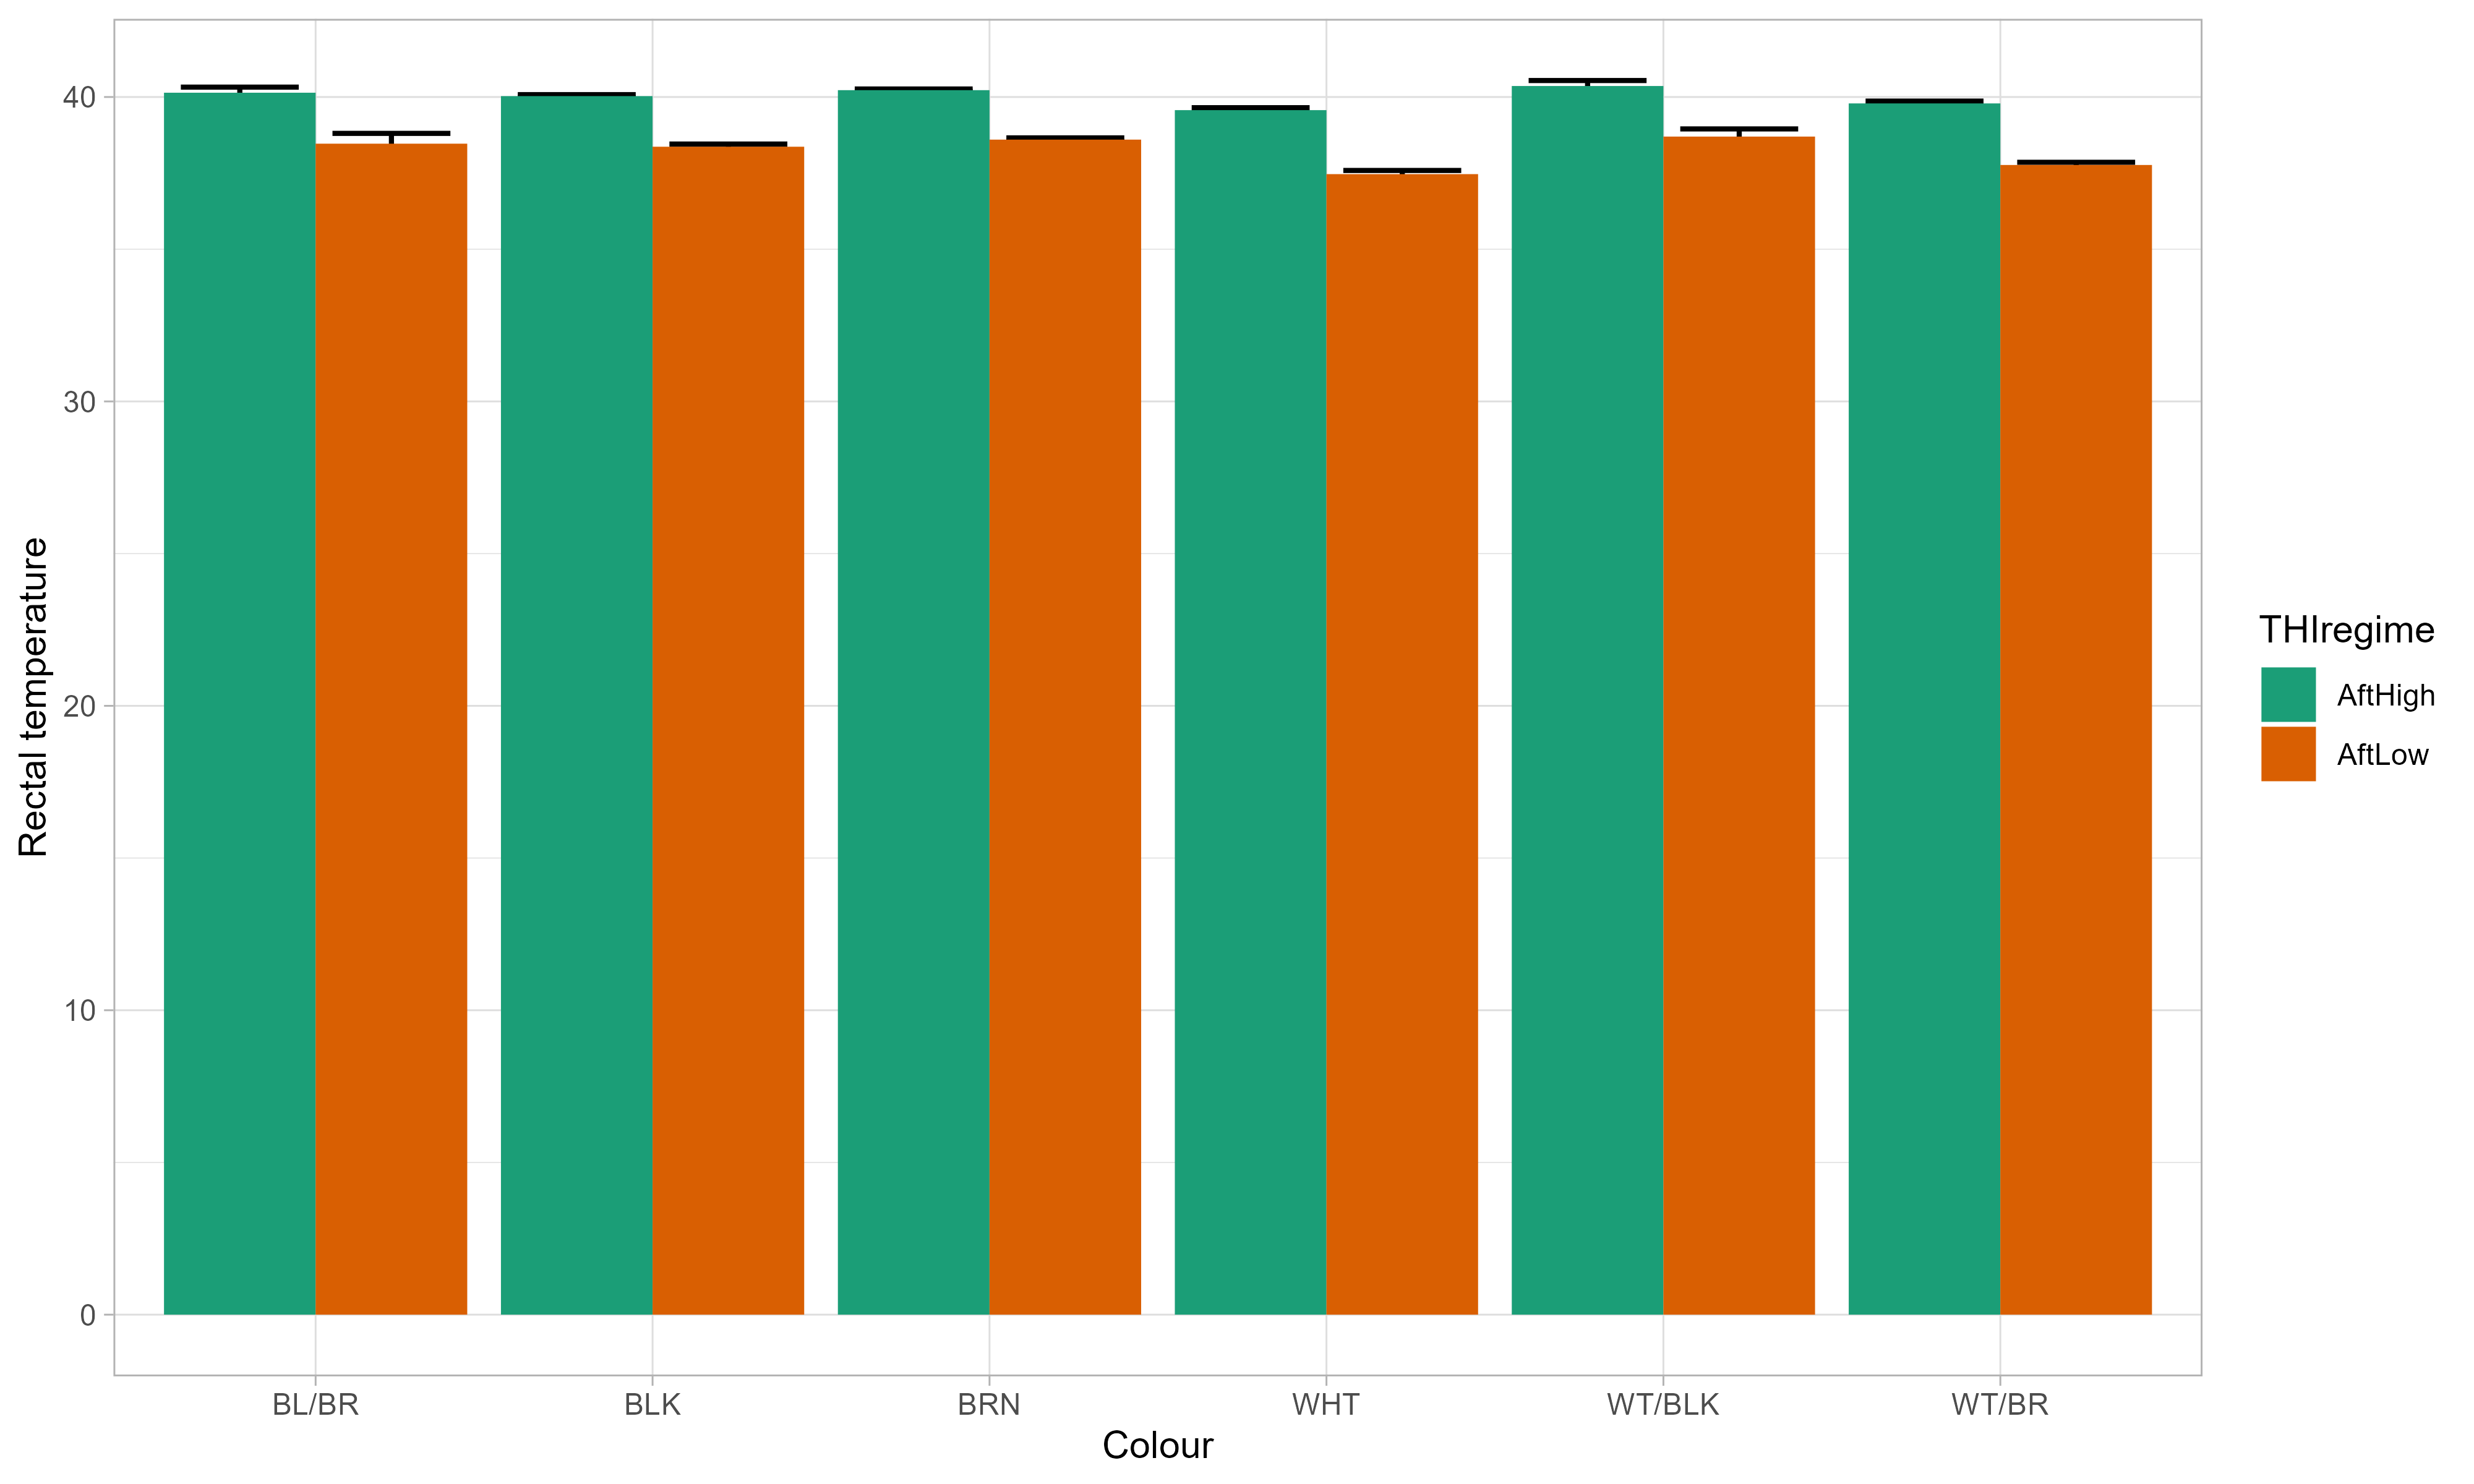 Rectal temperature
40
30
20
10
0
BL/BR BLK BRN WHT WT/BLK WT/BR
Colour
THIregime
AftHigh
AftLow